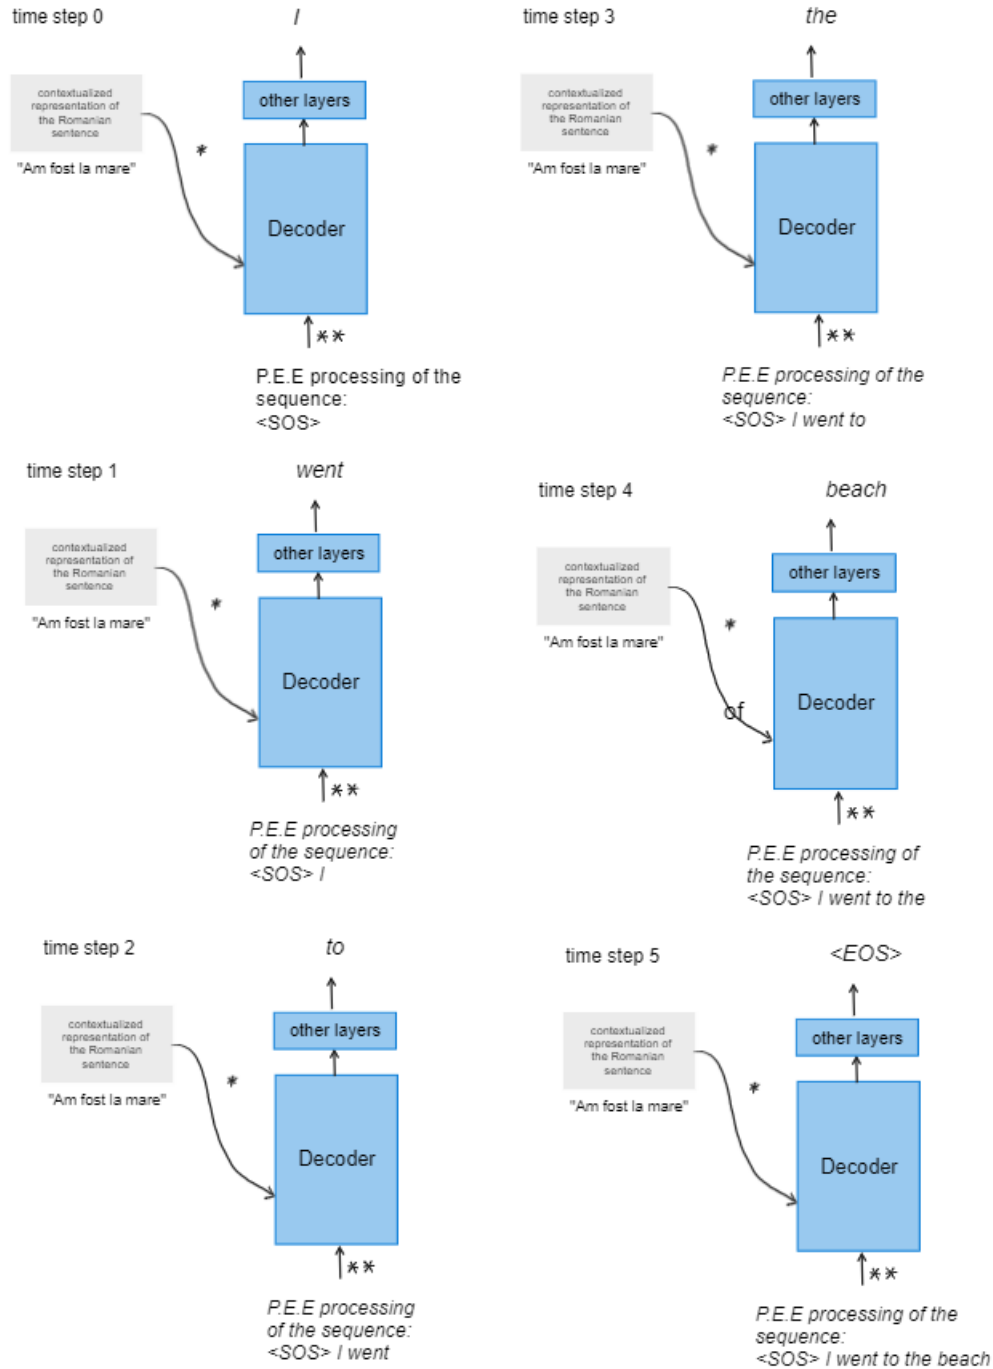 time step 0
I
contextualized
representation of
the Romanian
sentence
"Am fost la mare"
*
other layers
Decoder
**
P.E.E processing of the
sequence:
<SOS>
time step 1
went
contextualized
representation of
the Romanian
sentence
"Am fost la mare"
*
other layers
Decoder
**
P.E.E processing
of the sequence:
<SOS> I
time step 2
to
contextualized
representation of
the Romanian
sentence
"Am fost la mare"
*
other layers
Decoder
**
P.E.E processing
of the sequence:
<SOS> I went
time step 3
the
contextualized
representation of
the Romanian
sentence
"Am fost la mare"
*
other layers
Decoder
**
P.E.E processing of the
sequence:
<SOS> I went to
time step 4
beach
contextualized
representation of
the Romanian
sentence
"Am fost la mare"
*
of
other layers
Decoder
**
P.E.E processing of
the sequence:
<SOS> I went to the
time step 5
<EOS>
contextualized
representation of
the Romanian
sentence
"Am fost la mare"
*
other layers
Decoder
**
P.E.E processing of the
sequence:
<SOS> I went to the beach